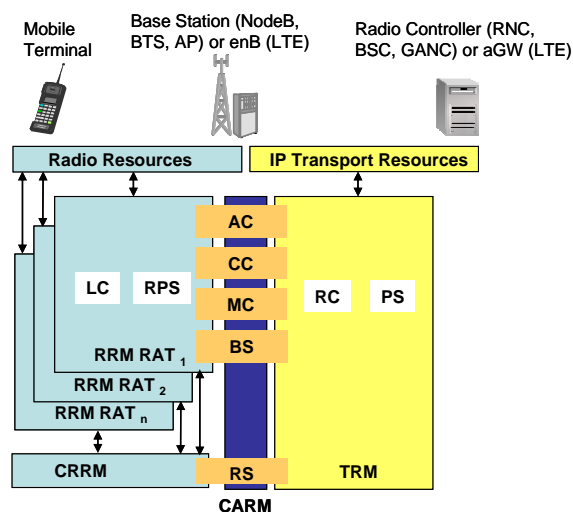 Mobile
Terminal
Base Station (NodeB,
BTS, AP) or enB (LTE)
Radio Controller (RNC,
BSC, GANC) or aGW (LTE)
Radio Resources
IP Transport Resources
AC
CC
LC
RPS
MC
RC
PS
BS
RRM RAT 1
RRM RAT 2
RRM RAT n
CRRM
RS
TRM
CARM